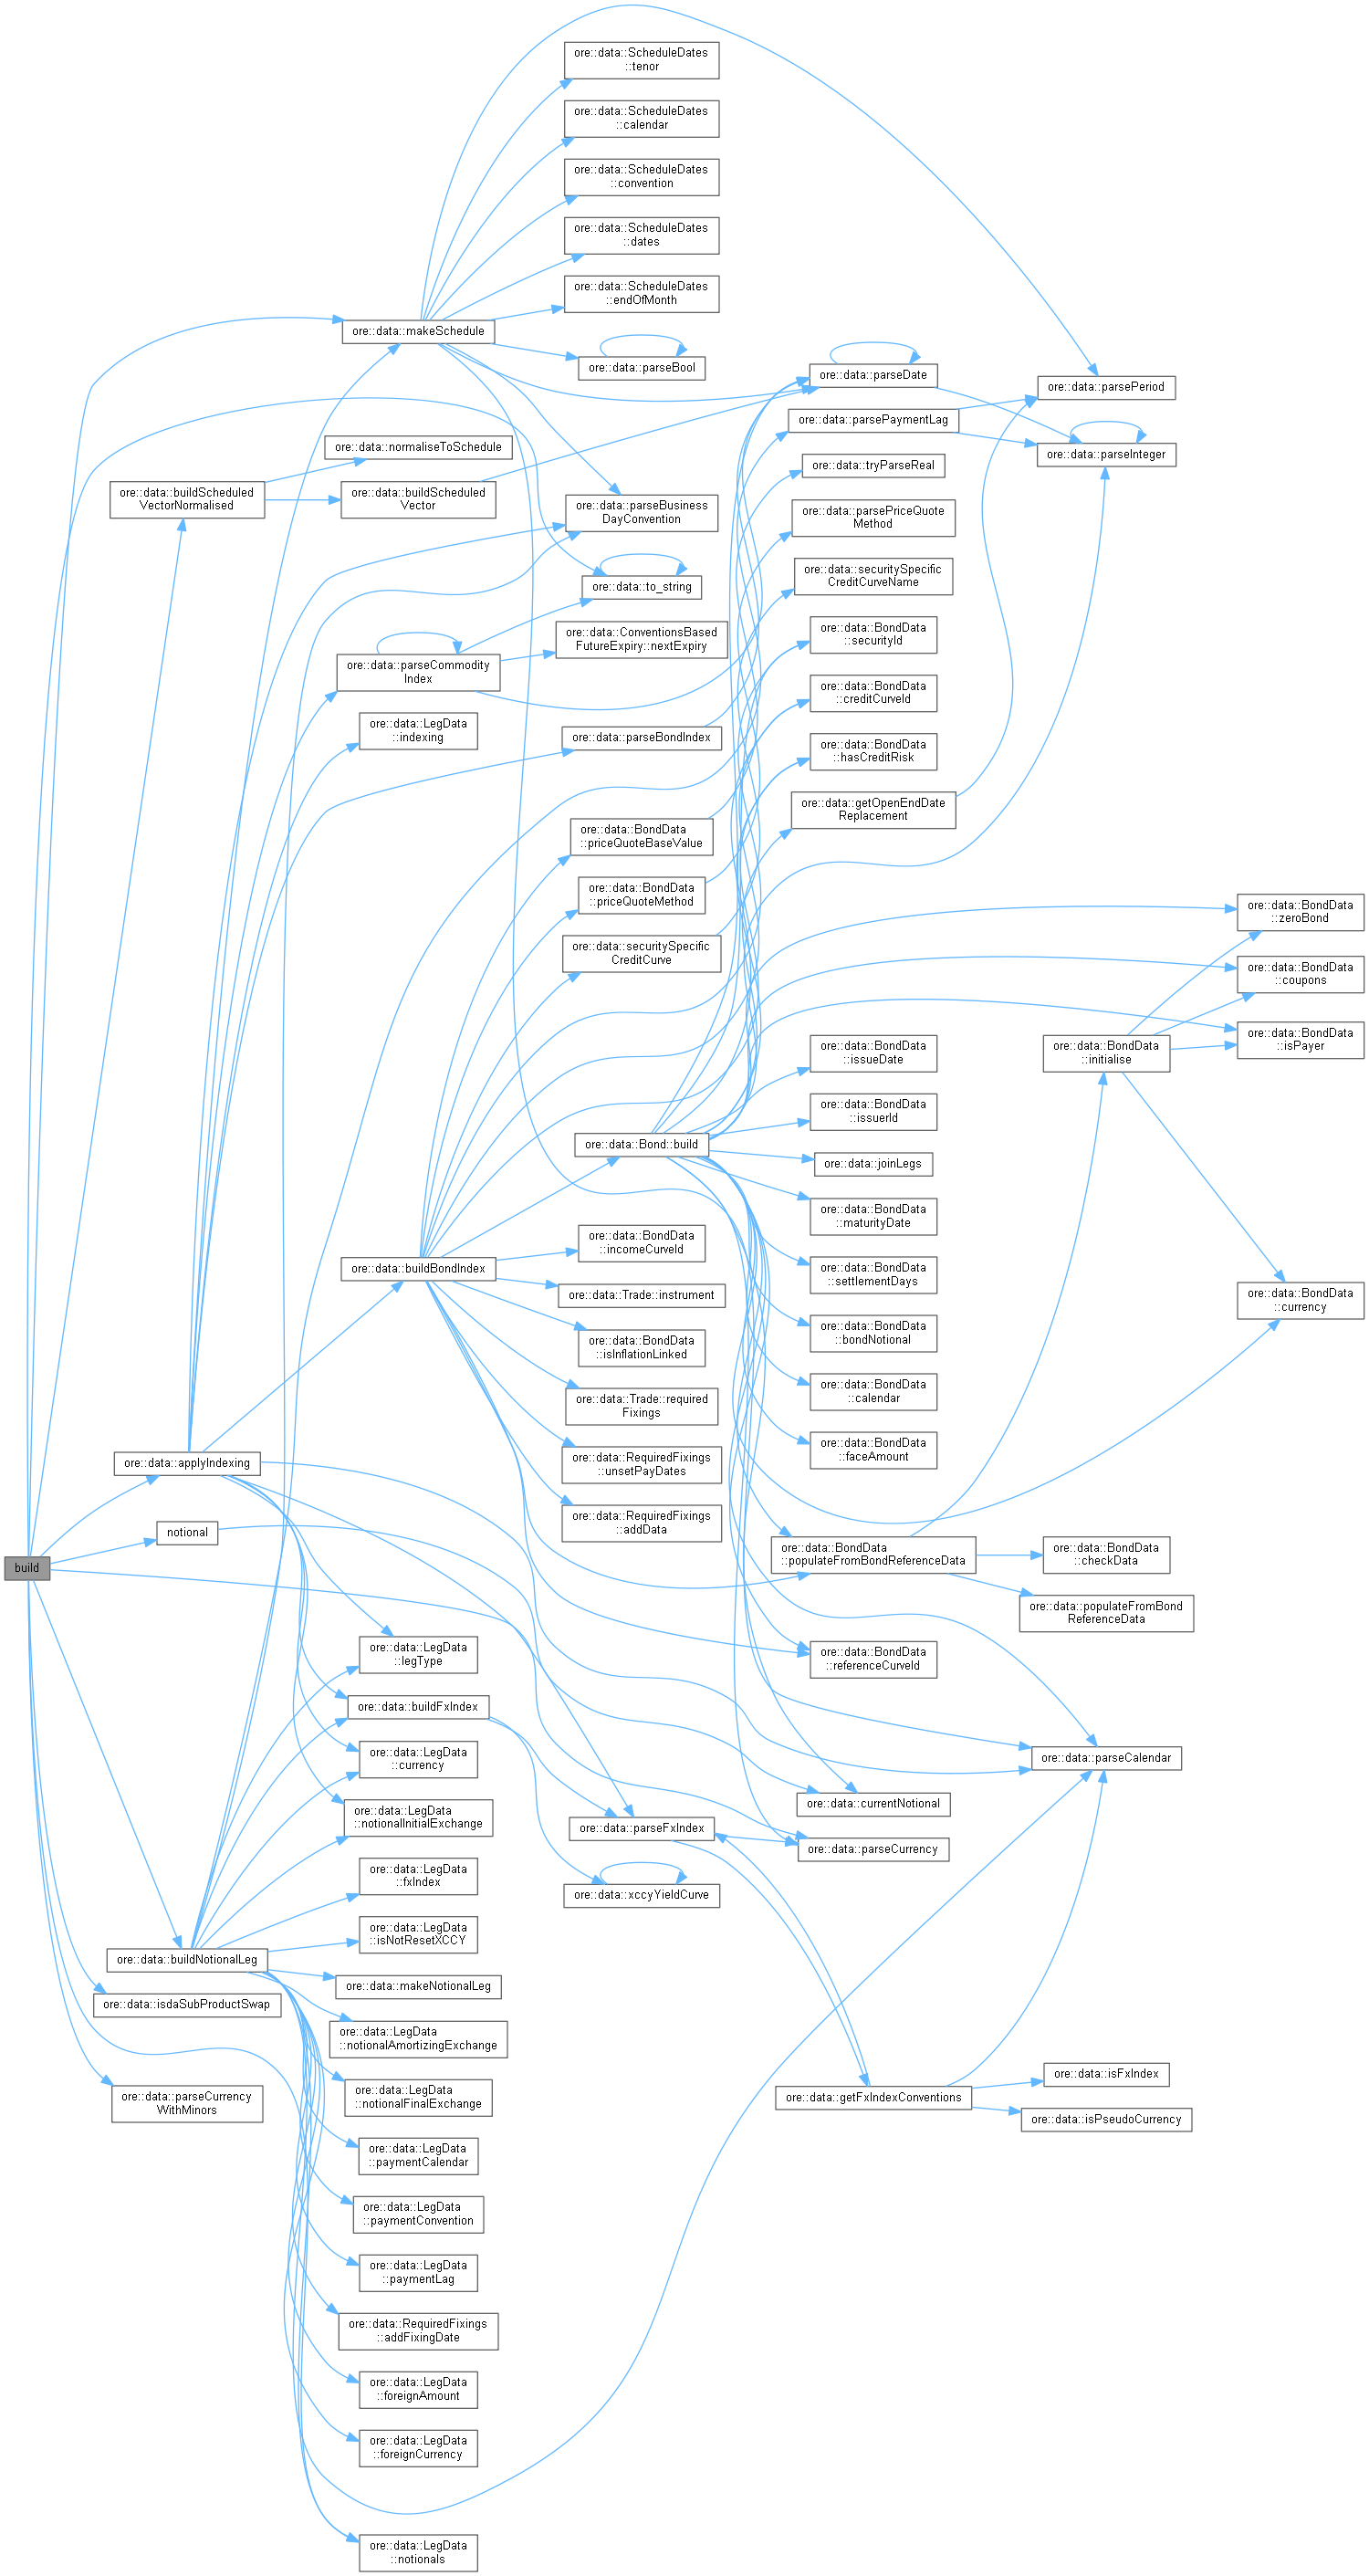 ore::data::ScheduleDates
::tenor
ore::data::ScheduleDates
::calendar
ore::data::ScheduleDates
::convention
ore::data::ScheduleDates
::dates
ore::data::ScheduleDates
::endOfMonth
ore::data::makeSchedule
ore::data::parseBool
ore::data::parseDate
ore::data::parsePeriod
ore::data::parsePaymentLag
ore::data::normaliseToSchedule
ore::data::parseInteger
ore::data::tryParseReal
ore::data::buildScheduled
VectorNormalised
ore::data::buildScheduled
Vector
ore::data::parseBusiness
DayConvention
ore::data::parsePriceQuote
Method
ore::data::to_string
ore::data::securitySpecific
CreditCurveName
ore::data::ConventionsBased
FutureExpiry::nextExpiry
ore::data::BondData
::securityId
ore::data::parseCommodity
Index
ore::data::BondData
::creditCurveId
ore::data::LegData
::indexing
ore::data::parseBondIndex
ore::data::BondData
::hasCreditRisk
ore::data::getOpenEndDate
Replacement
ore::data::BondData
::priceQuoteBaseValue
ore::data::BondData
::priceQuoteMethod
ore::data::BondData
::zeroBond
ore::data::securitySpecific
CreditCurve
ore::data::BondData
::coupons
ore::data::BondData
::isPayer
ore::data::BondData
::issueDate
ore::data::BondData
::initialise
ore::data::BondData
::issuerId
ore::data::Bond::build
ore::data::joinLegs
ore::data::BondData
::maturityDate
ore::data::BondData
::incomeCurveId
ore::data::buildBondIndex
ore::data::BondData
::settlementDays
ore::data::Trade::instrument
ore::data::BondData
::currency
ore::data::BondData
::bondNotional
ore::data::BondData
::isInflationLinked
ore::data::BondData
::calendar
ore::data::Trade::required
Fixings
ore::data::BondData
::faceAmount
ore::data::applyIndexing
ore::data::RequiredFixings
::unsetPayDates
ore::data::RequiredFixings
::addData
notional
ore::data::BondData
::populateFromBondReferenceData
ore::data::BondData
::checkData
build
ore::data::populateFromBond
ReferenceData
ore::data::LegData
::legType
ore::data::BondData
::referenceCurveId
ore::data::buildFxIndex
ore::data::LegData
::currency
ore::data::parseCalendar
ore::data::currentNotional
ore::data::LegData
::notionalInitialExchange
ore::data::parseFxIndex
ore::data::parseCurrency
ore::data::LegData
::fxIndex
ore::data::xccyYieldCurve
ore::data::LegData
::isNotResetXCCY
ore::data::buildNotionalLeg
ore::data::makeNotionalLeg
ore::data::isdaSubProductSwap
ore::data::LegData
::notionalAmortizingExchange
ore::data::isFxIndex
ore::data::parseCurrency
WithMinors
ore::data::LegData
::notionalFinalExchange
ore::data::getFxIndexConventions
ore::data::isPseudoCurrency
ore::data::LegData
::paymentCalendar
ore::data::LegData
::paymentConvention
ore::data::LegData
::paymentLag
ore::data::RequiredFixings
::addFixingDate
ore::data::LegData
::foreignAmount
ore::data::LegData
::foreignCurrency
ore::data::LegData
::notionals